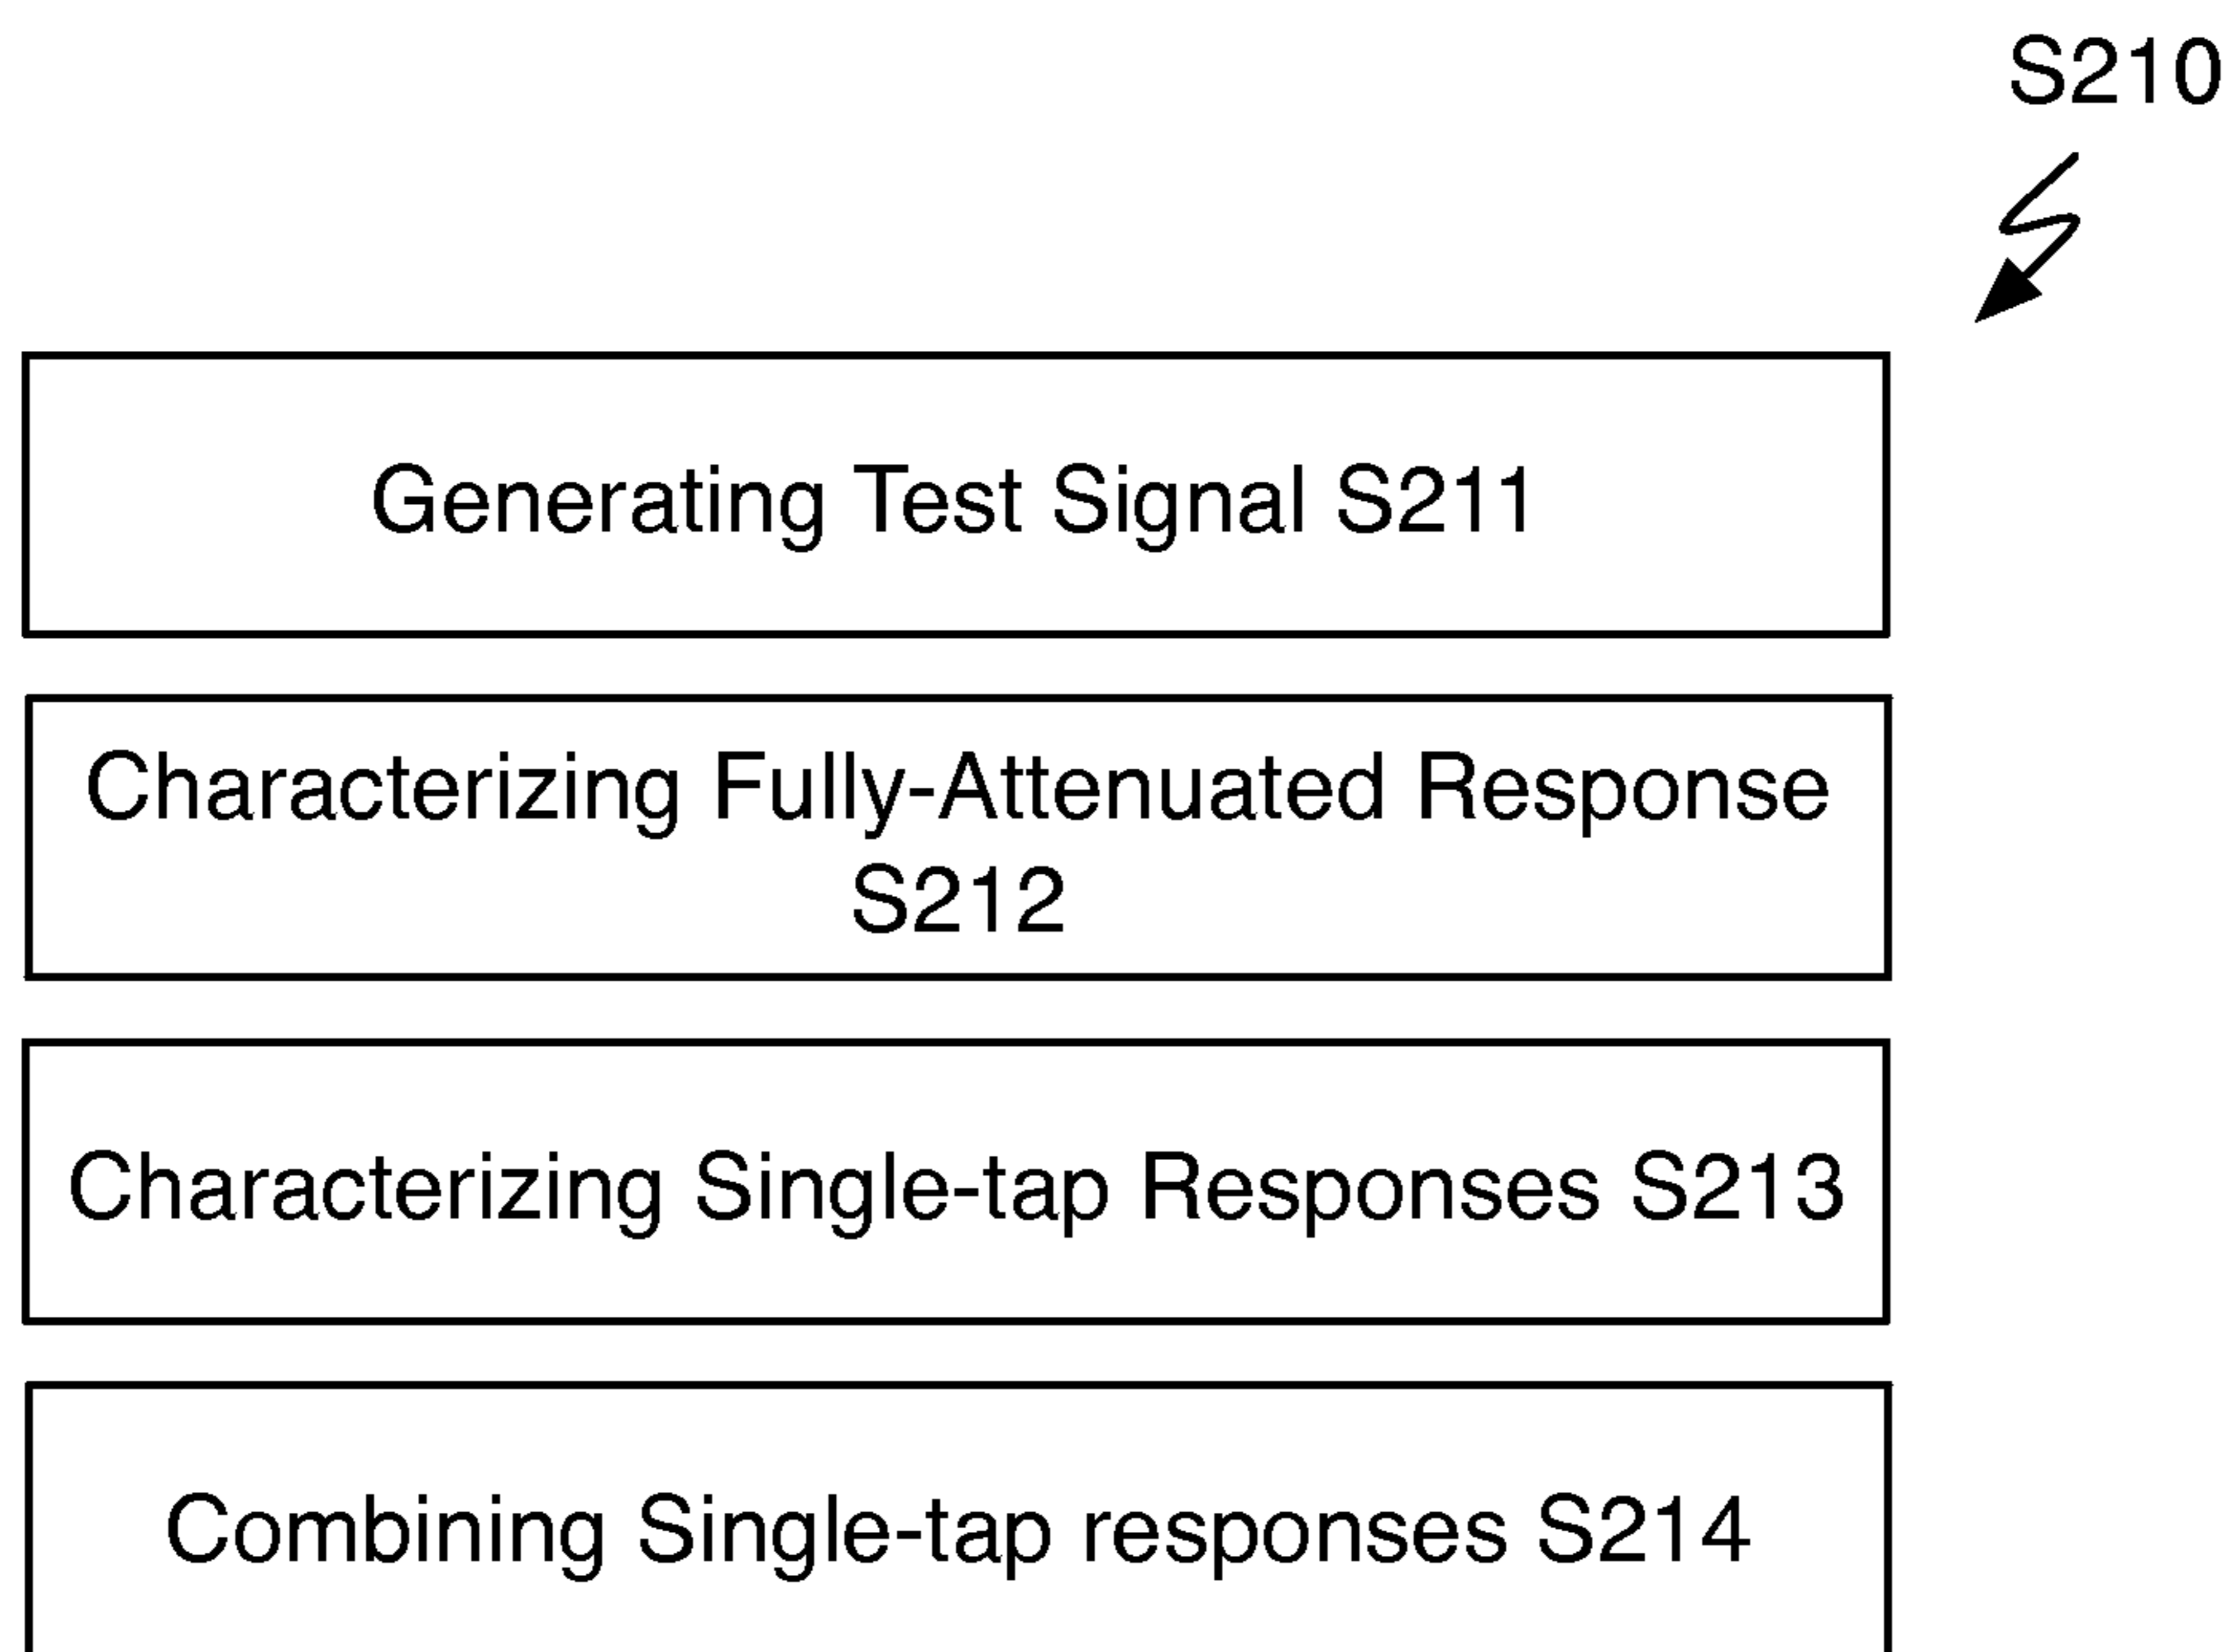 S210
Generating Test Signal S211
Characterizing Fully-Attenuated Response
S212
Characterizing Single-tap Responses S213
Combining Single-tap responses S214